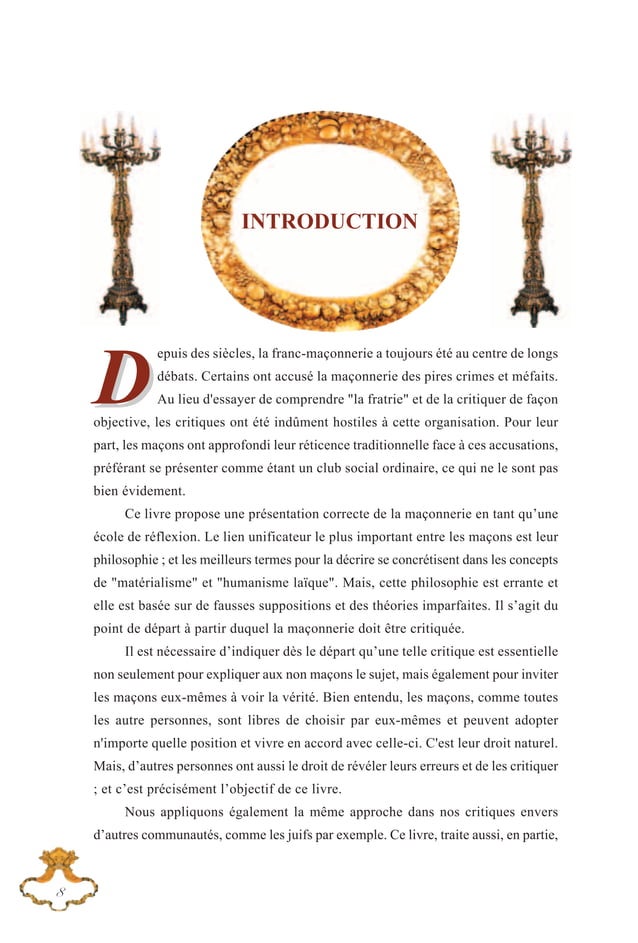 INTRODUCTION
Depuis des siècles, la franc-maçonnerie a toujours été au centre de longs
débats. Certains ont accusé la maçonnerie des pires crimes et méfaits.
Au lieu d'essayer de comprendre "la fratrie" et de la critiquer de façon
objective, les critiques ont été indûment hostiles à cette organisation. Pour leur
part, les maçons ont approfondi leur réticence traditionnelle face à ces accusations,
préférant se présenter comme étant un club social ordinaire, ce qui ne le sont pas
bien évidement.
Ce livre propose une présentation correcte de la maçonnerie en tant qu’une
école de réflexion. Le lien unificateur le plus important entre les maçons est leur
philosophie ; et les meilleurs termes pour la décrire se concrétisent dans les concepts
de "matérialisme" et "humanisme laïque". Mais, cette philosophie est errante et
elle est basée sur de fausses suppositions et des théories imparfaites. Il s’agit du
point de départ à partir duquel la maçonnerie doit être critiquée.
Il est nécessaire d’indiquer dès le départ qu’une telle critique est essentielle
non seulement pour expliquer aux non maçons le sujet, mais également pour inviter
les maçons eux-mêmes à voir la vérité. Bien entendu, les maçons, comme toutes
les autre personnes, sont libres de choisir par eux-mêmes et peuvent adopter
n'importe quelle position et vivre en accord avec celle-ci. C'est leur droit naturel.
Mais, d’autres personnes ont aussi le droit de révéler leurs erreurs et de les critiquer
; et c’est précisément l’objectif de ce livre.
Nous appliquons également la même approche dans nos critiques envers
d’autres communautés, comme les juifs par exemple. Ce livre, traite aussi, en partie,
8